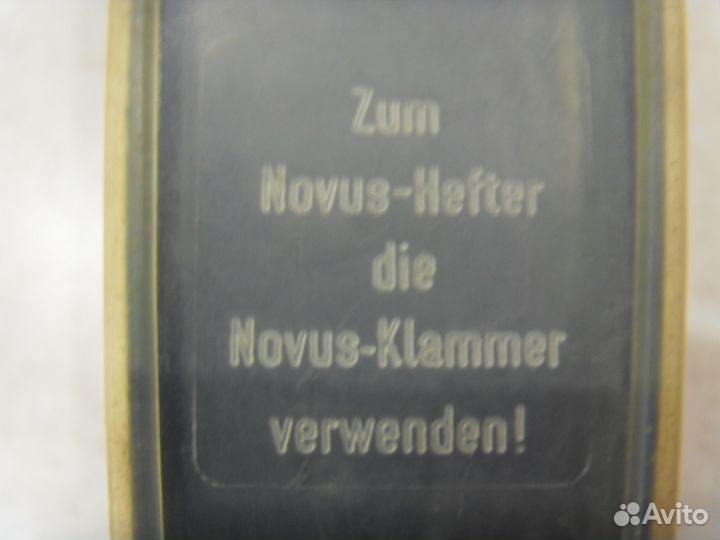 Zum
Novus-Hefter
die
Novus-Klammer
verwenden!
Avito